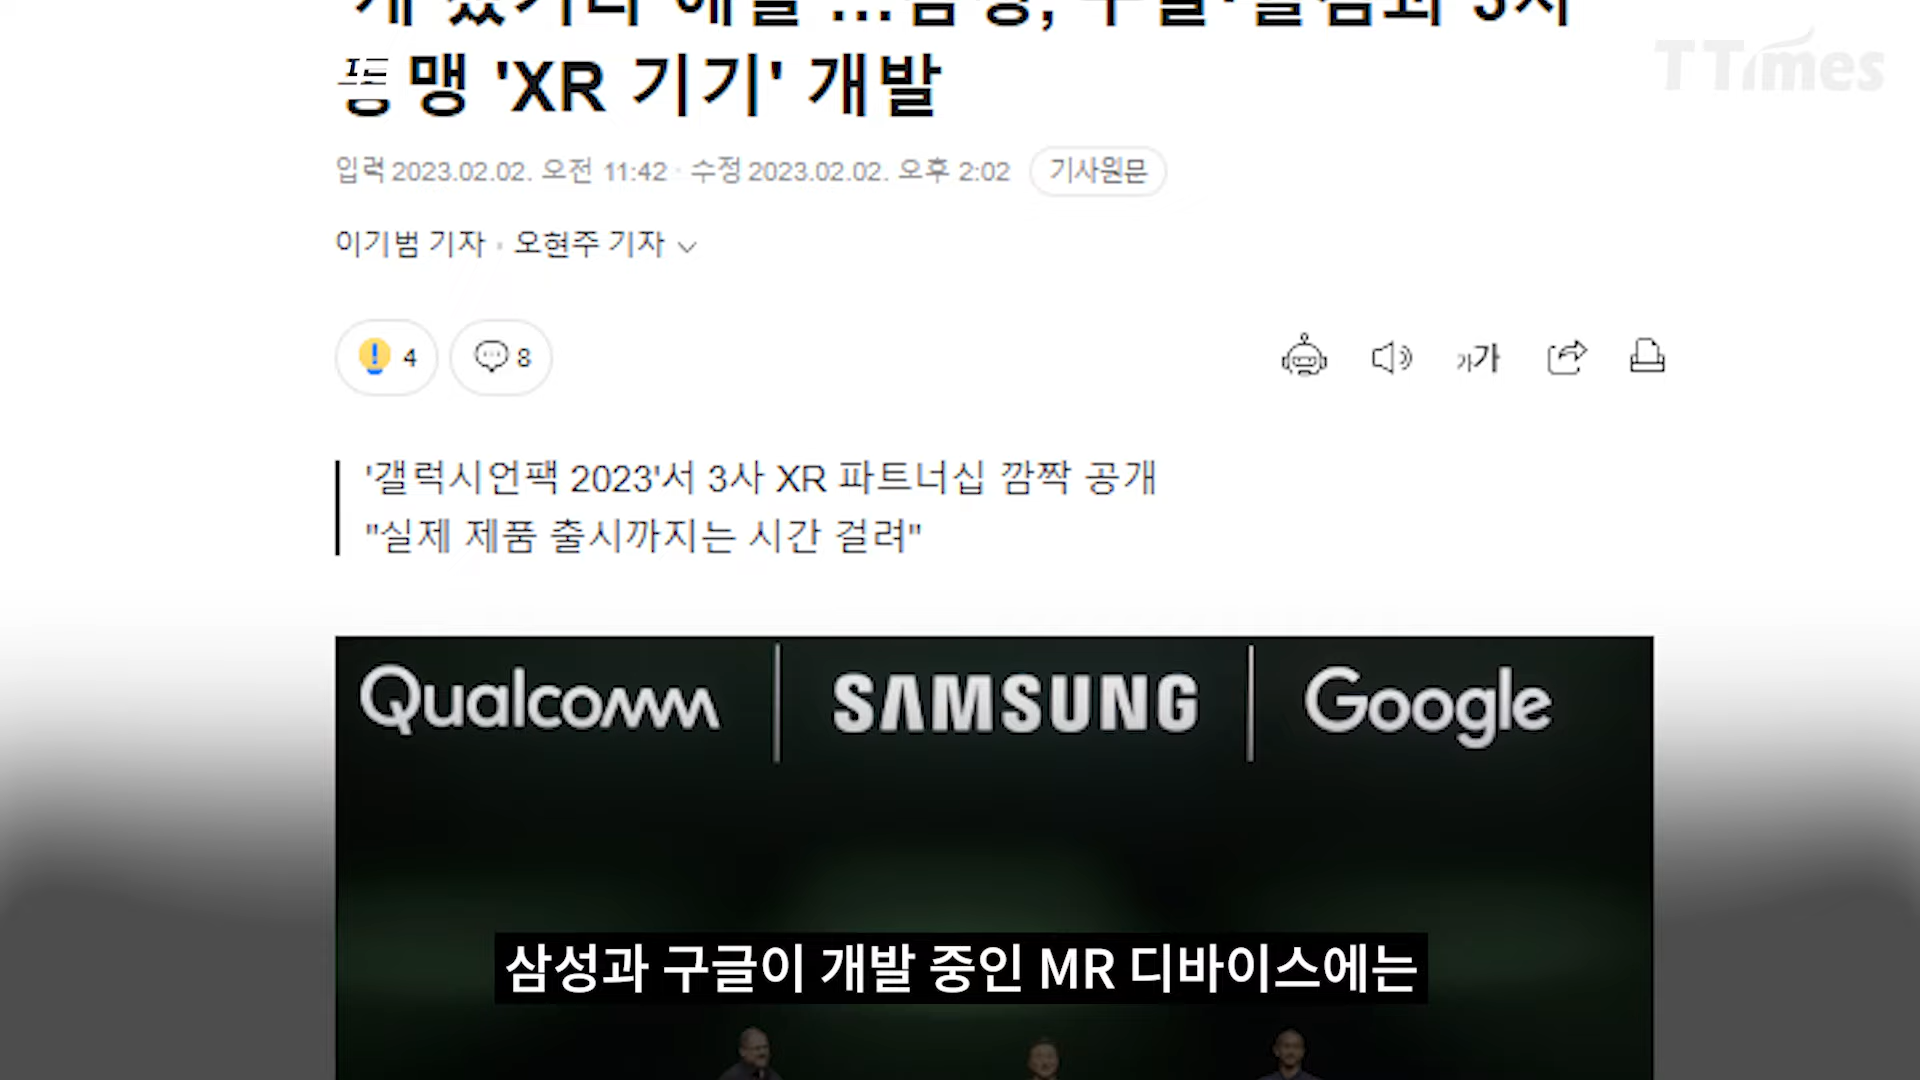 TTimes
맹 'XR 기기' 개발
입력 2023.02.02. 오전 11:42 · 수정 2023.02.02. 오후 2:02 기사원문
이기범 기자 · 오현주 기자
4 8
가가
'갤럭시언팩 2023'서 3사 XR 파트너십 깜짝 공개
"실제 제품 출시까지는 시간 걸려"
Qualcomm | SAMSUNG | Google
삼성과 구글이 개발 중인 MR 디바이스에는